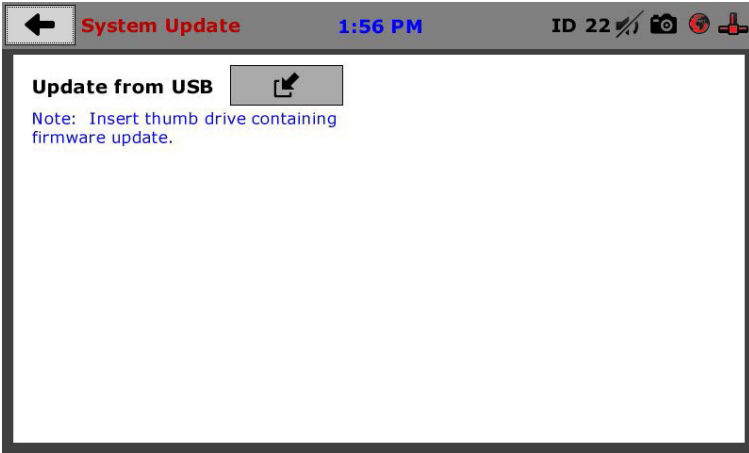 System Update 1:56 PM ID 22
Update from USB
Note: Insert thumb drive containing
firmware update.